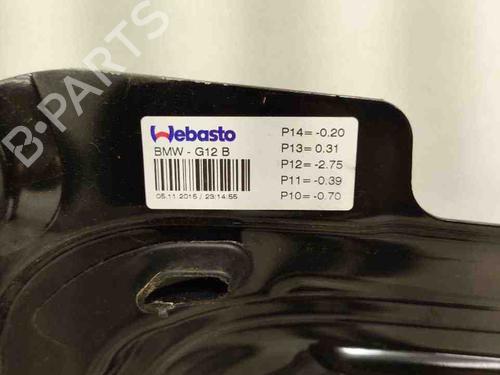 B-PARTS
Webasto
BMW - G12 B
05.11.2015 / 23:14:55
P14= -0.20
P13= 0.31
P12= -2.75
P11= -0.39
P10= -0.70